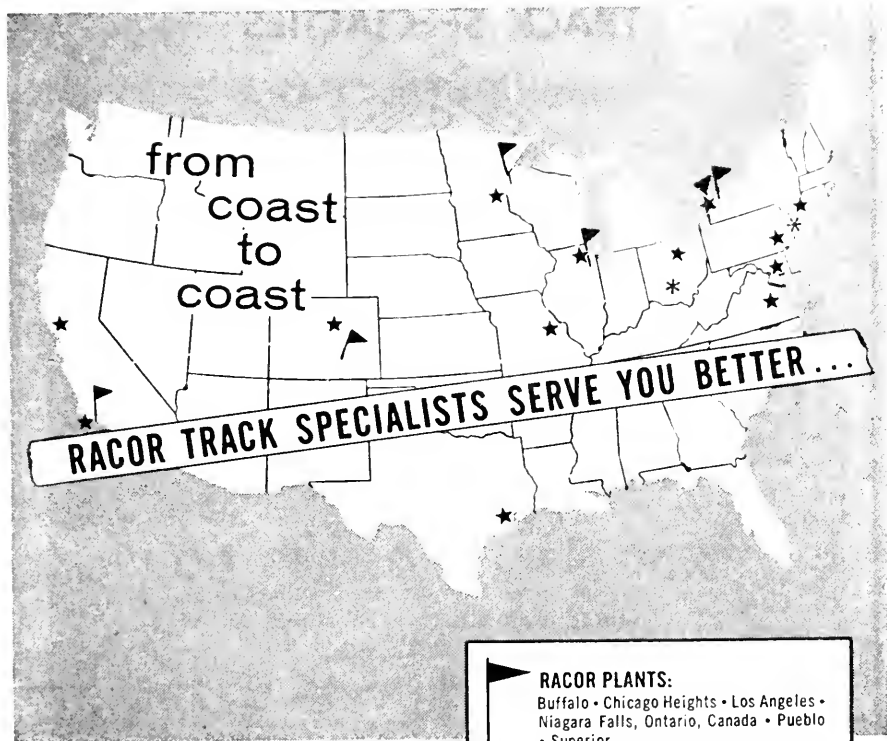 from
coast
to
coast
RACOR TRACK SPECIALISTS SERVE YOU BETTER...
RACOR PLANTS:
Buffalo • Chicago Heights • Los Angeles •
Niagara Falls, Ontario, Canada • Pueblo
• Superior